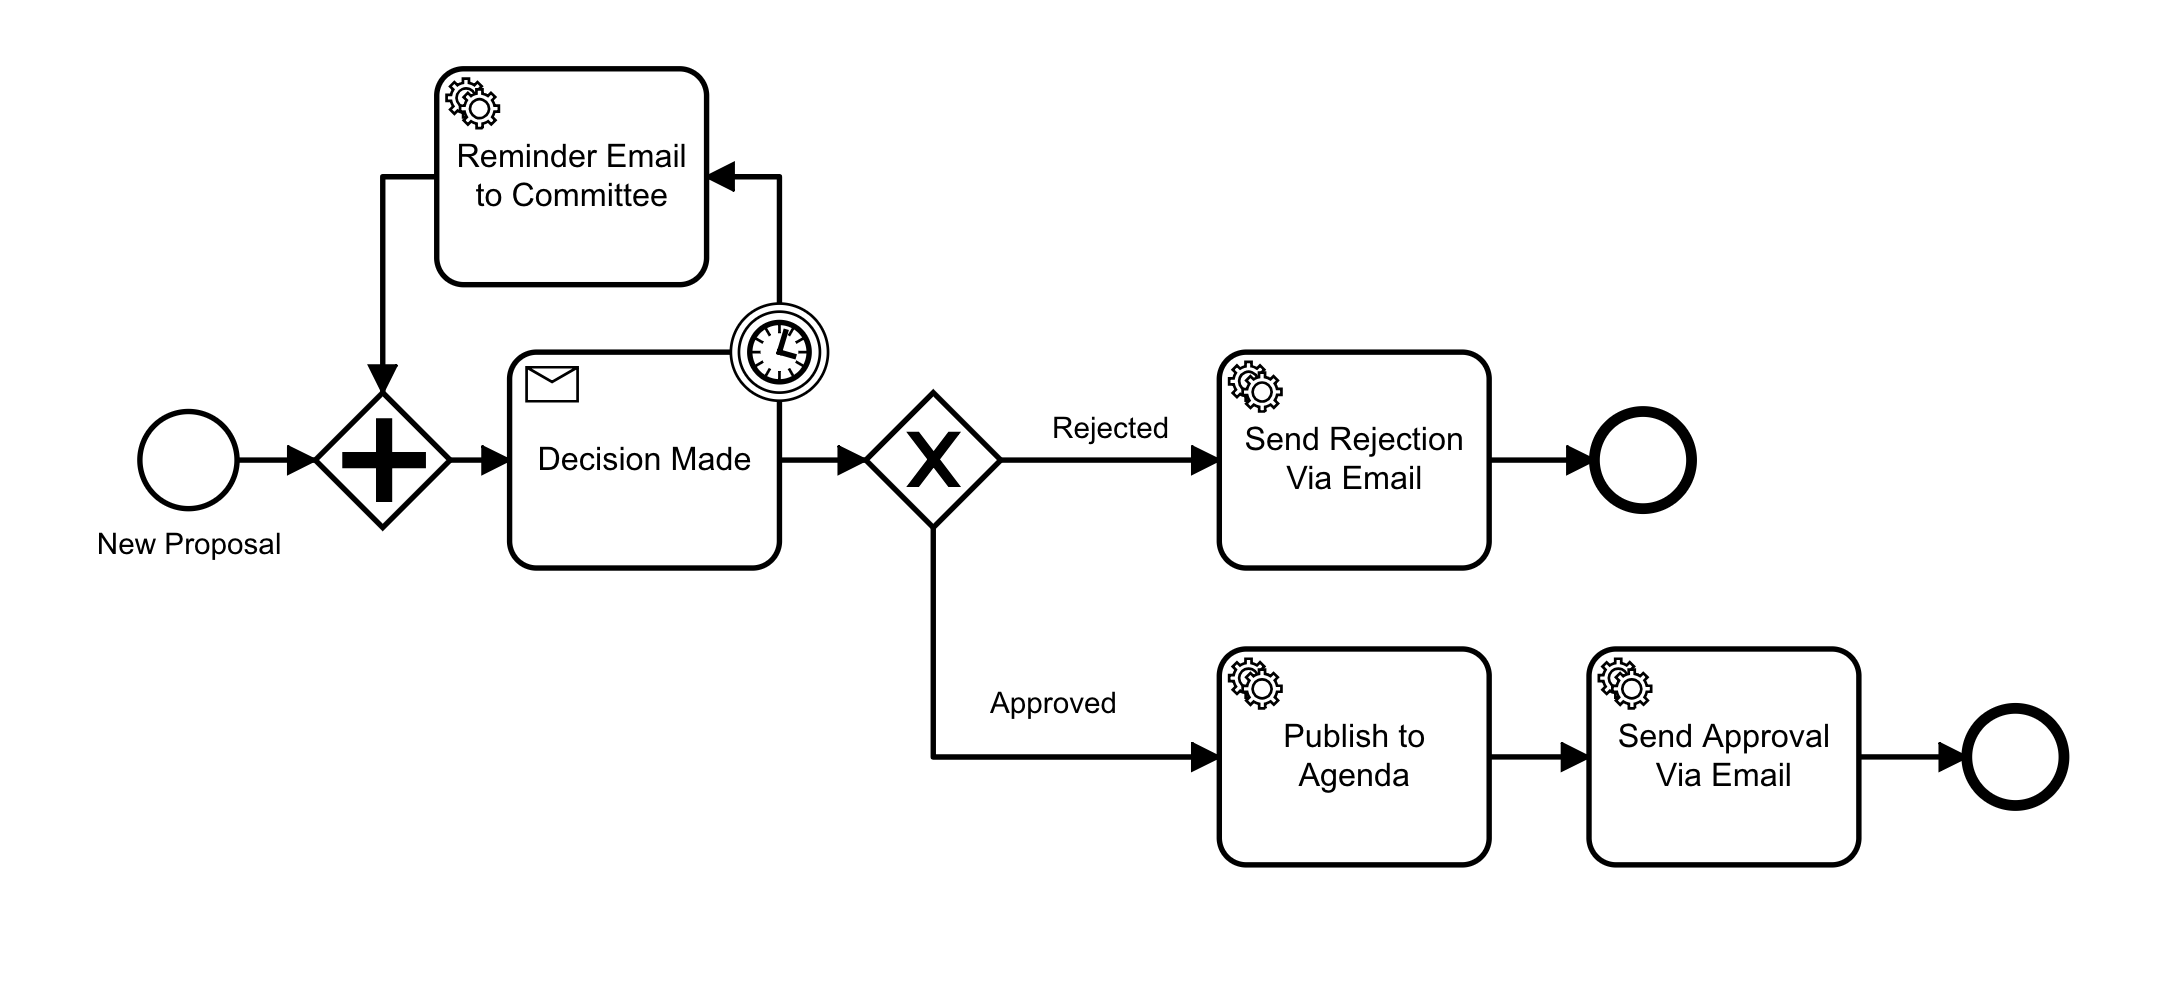 Reminder Email
to Committee
New Proposal
Decision Made
Rejected
Send Rejection
Via Email
Approved
Publish to
Agenda
Send Approval
Via Email